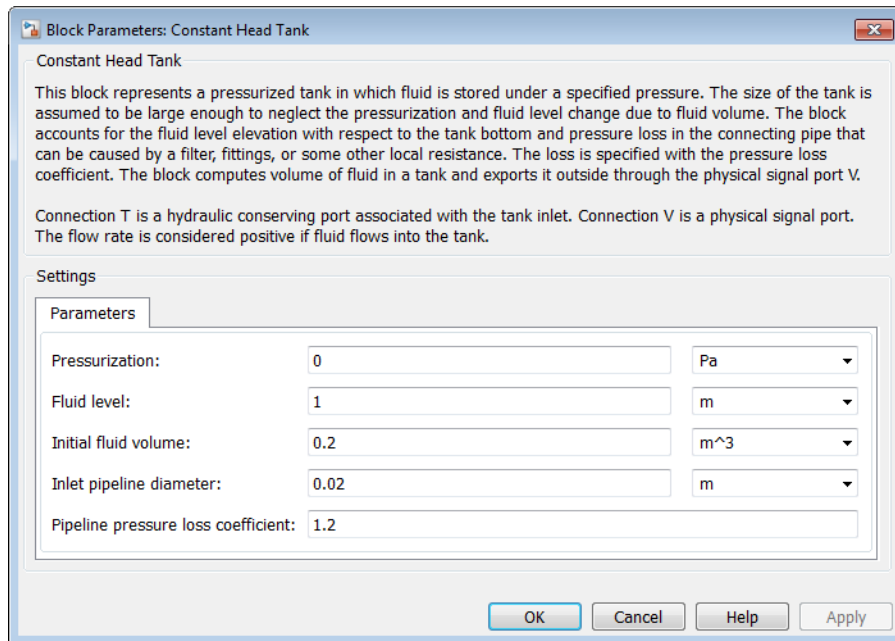 Block Parameters: Constant Head Tank
Constant Head Tank
This block represents a pressurized tank in which fluid is stored under a specified pressure. The size of the tank is
assumed to be large enough to neglect the pressurization and fluid level change due to fluid volume. The block
accounts for the fluid level elevation with respect to the tank bottom and pressure loss in the connecting pipe that
can be caused by a filter, fittings, or some other local resistance. The loss is specified with the pressure loss
coefficient. The block computes volume of fluid in a tank and exports it outside through the physical signal port V.
Connection T is a hydraulic conserving port associated with the tank inlet. Connection V is a physical signal port.
The flow rate is considered positive if fluid flows into the tank.
Settings
Parameters
Pressurization: 0 Pa
Fluid level: 1 m
Initial fluid volume: 0.2 m^3
Inlet pipeline diameter: 0.02 m
Pipeline pressure loss coefficient: 1.2
OK Cancel Help Apply